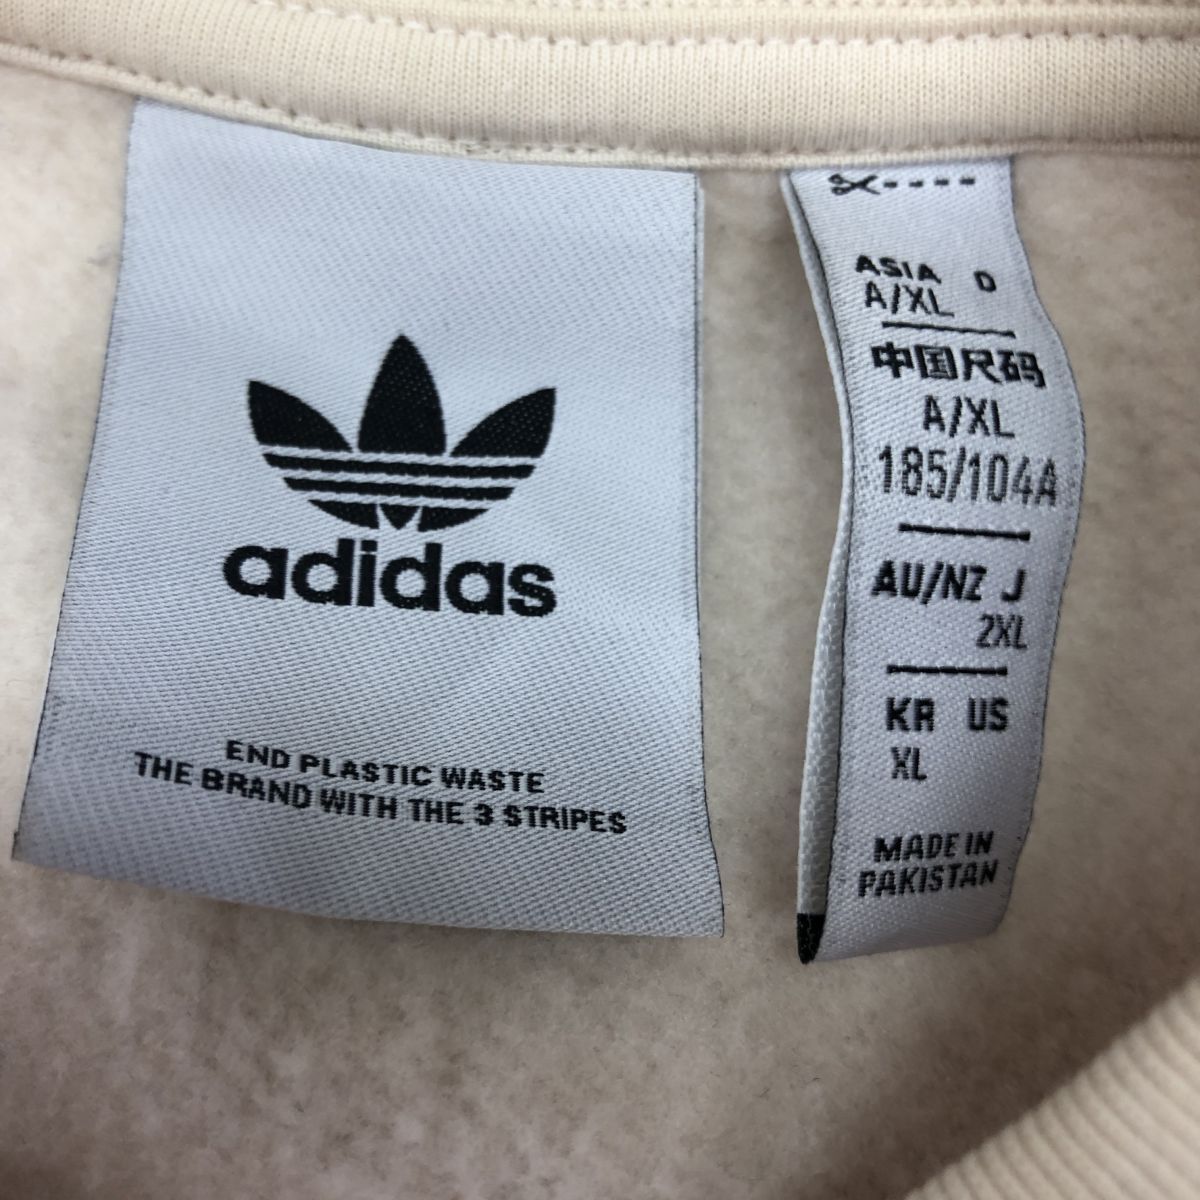 adidas
END PLASTIC WASTE
THE BRAND WITH THE 3 STRIPES
ASIA D
A/XL
中国尺码
A/XL
185/104A
AU/NZ J
2XL
KR US
XL
MADE IN
PAKISTAN